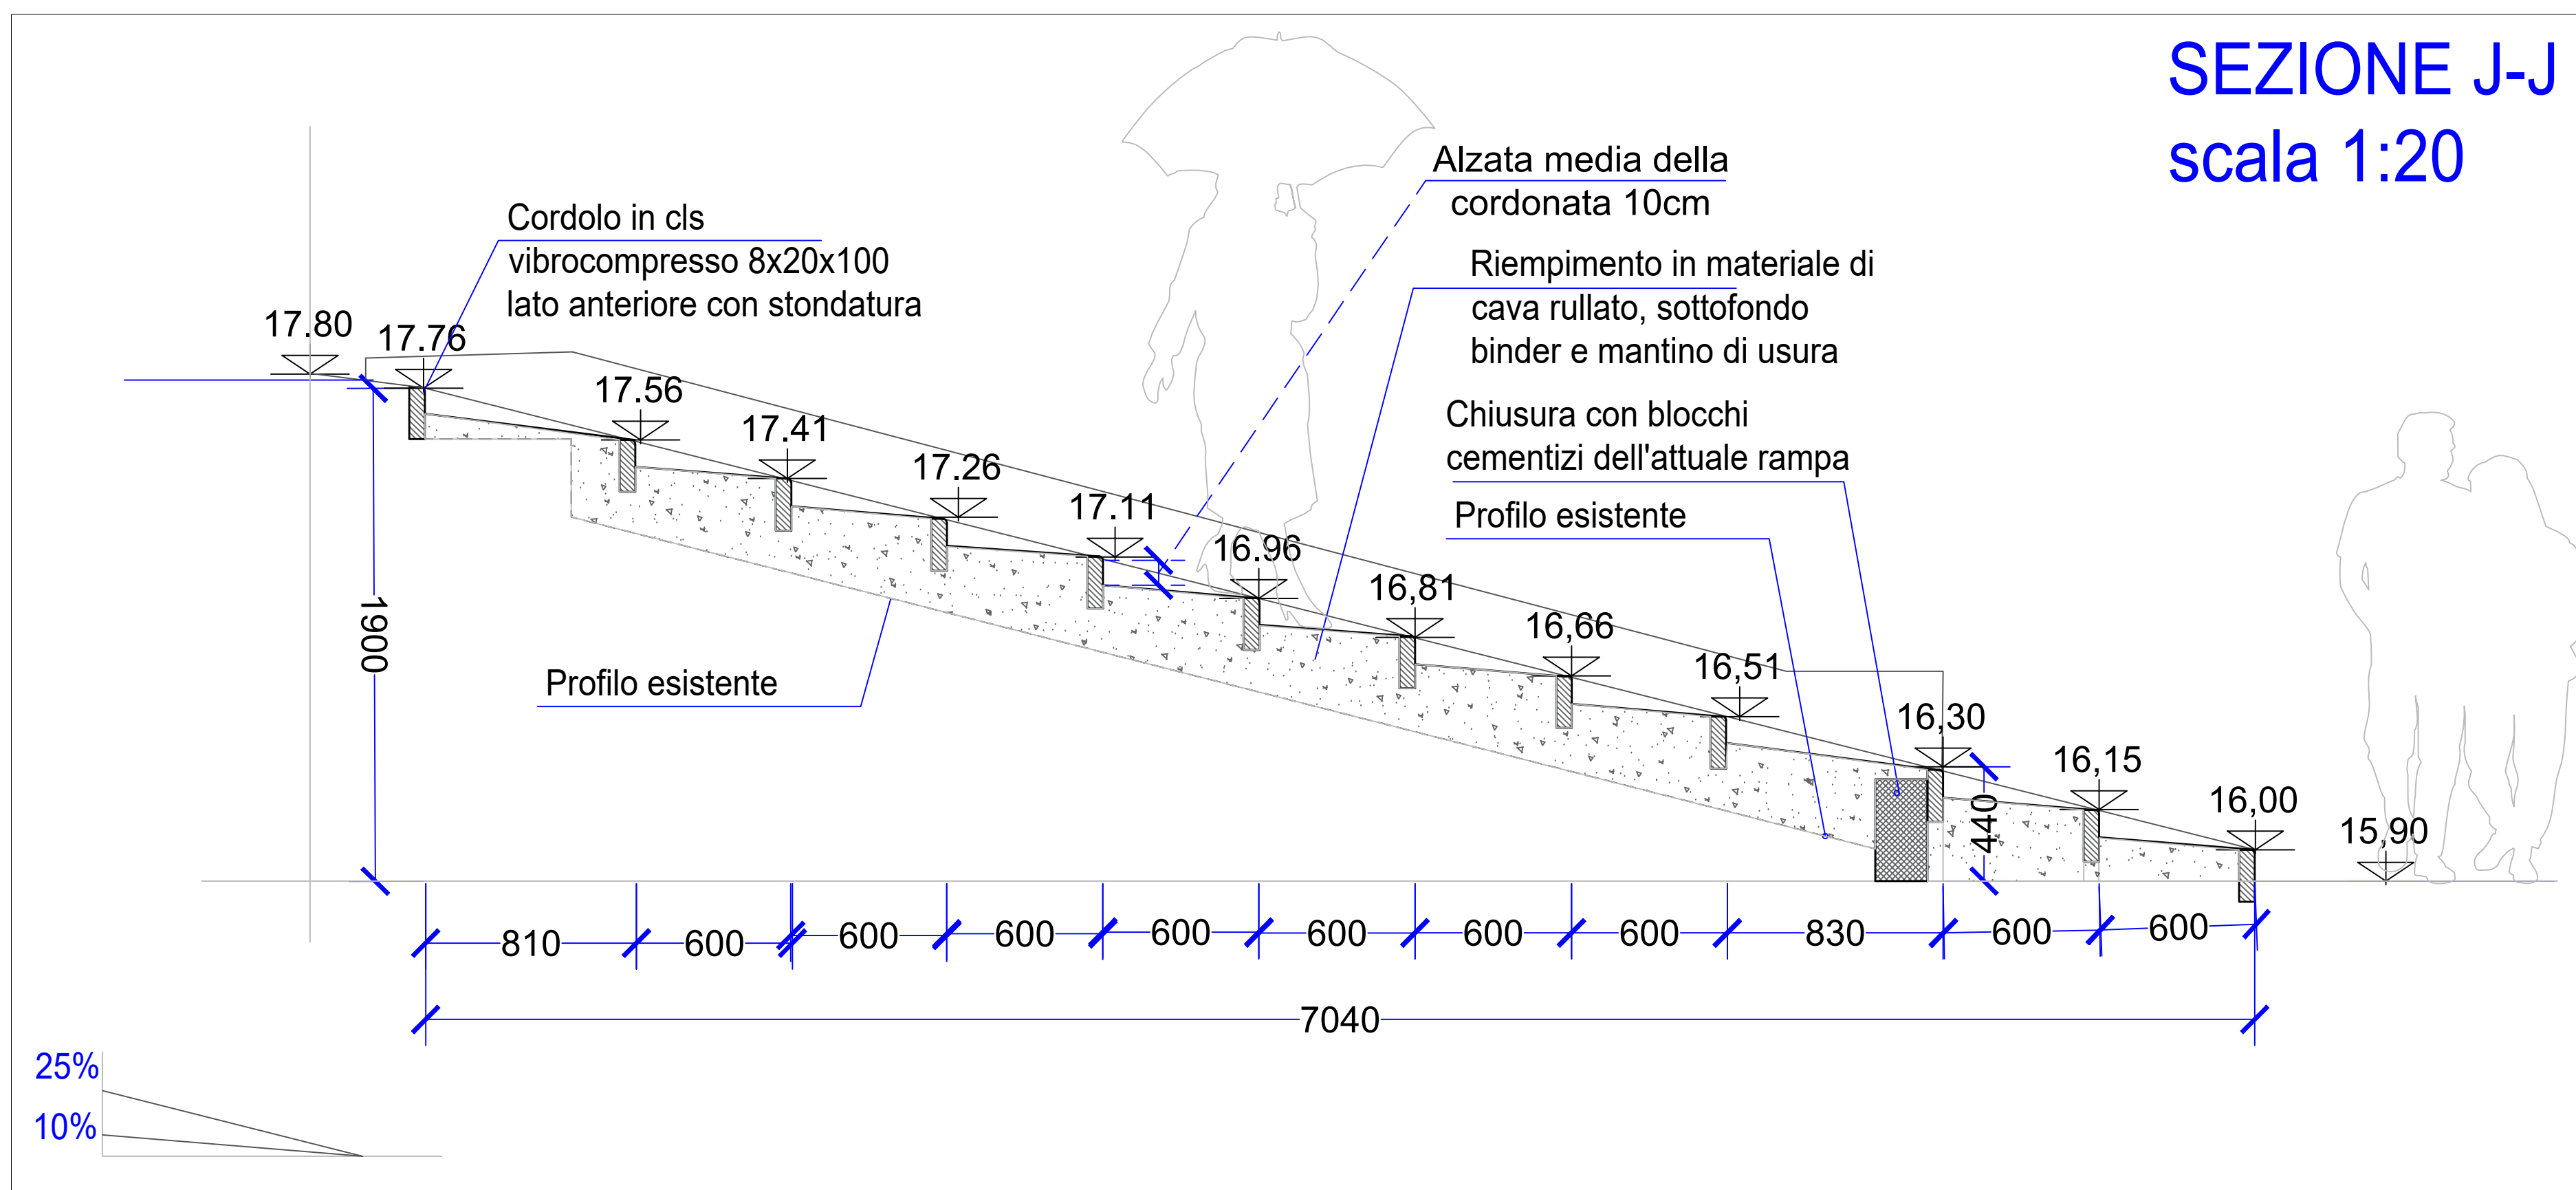 SEZIONE J-J
scala 1:20
Alzata media della
cordonata 10cm
Cordolo in cls
vibrocompresso 8x20x100
lato anteriore con stondatura
Riempimento in materiale di
cava rullato, sottofondo
binder e mantino di usura
Chiusura con blocchi
cementizi dell'attuale rampa
Profilo esistente
17.80
17.76
17.56
17.41
17.26
17.11
16.96
16,81
16,66
16,51
16,30
16,15
16,00
15,90
1900
440
Profilo esistente
810
600
600
600
600
600
600
600
830
600
600
7040
25%
10%